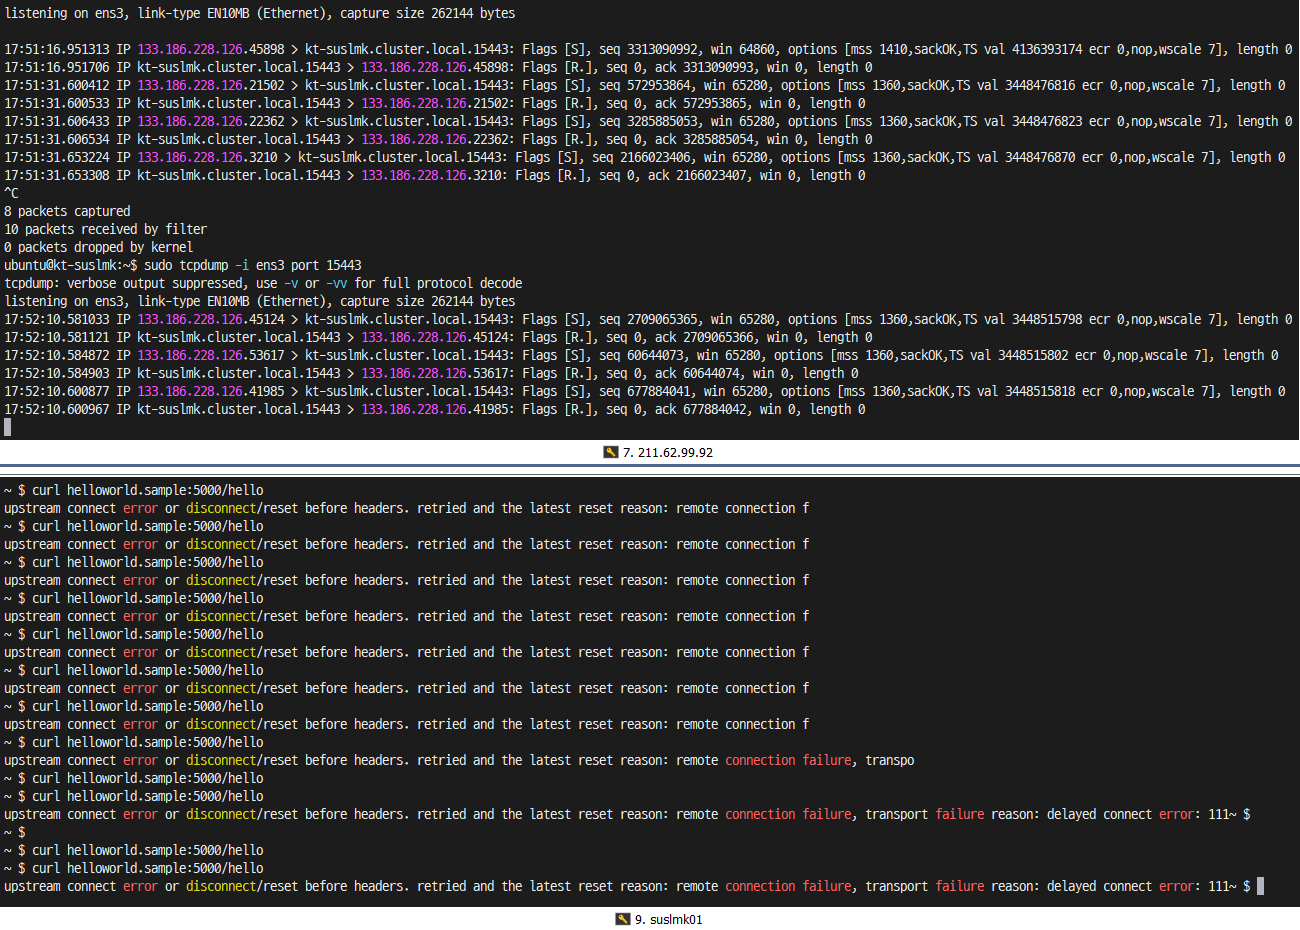 listening on ens3, link-type EN10MB (Ethernet), capture size 262144 bytes
17:51:16.951313 IP 133.186.228.126.45898 > kt-suslmk.cluster.local.15443: Flags [S], seq 3313090992, win 64860, options [mss 1410,sackOK,TS val 4136393174 ecr 0,nop,wscale 7], length 0
17:51:16.951706 IP kt-suslmk.cluster.local.15443 > 133.186.228.126.45898: Flags [R.], seq 0, ack 3313090993, win 0, length 0
17:51:31.600412 IP 133.186.228.126.21502 > kt-suslmk.cluster.local.15443: Flags [S], seq 572953864, win 65280, options [mss 1360,sackOK,TS val 3448476816 ecr 0,nop,wscale 7], length 0
17:51:31.600533 IP kt-suslmk.cluster.local.15443 > 133.186.228.126.21502: Flags [R.], seq 0, ack 572953865, win 0, length 0
17:51:31.606433 IP 133.186.228.126.22362 > kt-suslmk.cluster.local.15443: Flags [S], seq 3285885053, win 65280, options [mss 1360,sackOK,TS val 3448476823 ecr 0,nop,wscale 7], length 0
17:51:31.606534 IP kt-suslmk.cluster.local.15443 > 133.186.228.126.22362: Flags [R.], seq 0, ack 3285885054, win 0, length 0
17:51:31.653224 IP 133.186.228.126.3210 > kt-suslmk.cluster.local.15443: Flags [S], seq 2166023406, win 65280, options [mss 1360,sackOK,TS val 3448476870 ecr 0,nop,wscale 7], length 0
17:51:31.653308 IP kt-suslmk.cluster.local.15443 > 133.186.228.126.3210: Flags [R.], seq 0, ack 2166023407, win 0, length 0
^C
8 packets captured
10 packets received by filter
0 packets dropped by kernel
ubuntu@kt-suslmk:~$ sudo tcpdump -i ens3 port 15443
tcpdump: verbose output suppressed, use -v or -vv for full protocol decode
listening on ens3, link-type EN10MB (Ethernet), capture size 262144 bytes
17:52:10.581033 IP 133.186.228.126.45124 > kt-suslmk.cluster.local.15443: Flags [S], seq 2709065365, win 65280, options [mss 1360,sackOK,TS val 3448515798 ecr 0,nop,wscale 7], length 0
17:52:10.581121 IP kt-suslmk.cluster.local.15443 > 133.186.228.126.45124: Flags [R.], seq 0, ack 2709065366, win 0, length 0
17:52:10.584872 IP 133.186.228.126.53617 > kt-suslmk.cluster.local.15443: Flags [S], seq 60644073, win 65280, options [mss 1360,sackOK,TS val 3448515802 ecr 0,nop,wscale 7], length 0
17:52:10.584903 IP kt-suslmk.cluster.local.15443 > 133.186.228.126.53617: Flags [R.], seq 0, ack 60644074, win 0, length 0
17:52:10.600877 IP 133.186.228.126.41985 > kt-suslmk.cluster.local.15443: Flags [S], seq 677884041, win 65280, options [mss 1360,sackOK,TS val 3448515818 ecr 0,nop,wscale 7], length 0
17:52:10.600967 IP kt-suslmk.cluster.local.15443 > 133.186.228.126.41985: Flags [R.], seq 0, ack 677884042, win 0, length 0
7. 211.62.99.92
~ $ curl helloworld.sample:5000/hello
upstream connect error or disconnect/reset before headers. retried and the latest reset reason: remote connection f
~ $ curl helloworld.sample:5000/hello
upstream connect error or disconnect/reset before headers. retried and the latest reset reason: remote connection f
~ $ curl helloworld.sample:5000/hello
upstream connect error or disconnect/reset before headers. retried and the latest reset reason: remote connection f
~ $ curl helloworld.sample:5000/hello
upstream connect error or disconnect/reset before headers. retried and the latest reset reason: remote connection f
~ $ curl helloworld.sample:5000/hello
upstream connect error or disconnect/reset before headers. retried and the latest reset reason: remote connection f
~ $ curl helloworld.sample:5000/hello
upstream connect error or disconnect/reset before headers. retried and the latest reset reason: remote connection f
~ $ curl helloworld.sample:5000/hello
upstream connect error or disconnect/reset before headers. retried and the latest reset reason: remote connection f
~ $ curl helloworld.sample:5000/hello
upstream connect error or disconnect/reset before headers. retried and the latest reset reason: remote connection failure, transpo
~ $ curl helloworld.sample:5000/hello
~ $ curl helloworld.sample:5000/hello
upstream connect error or disconnect/reset before headers. retried and the latest reset reason: remote connection failure, transport failure reason: delayed connect error: 111~ $
~ $
~ $ curl helloworld.sample:5000/hello
~ $ curl helloworld.sample:5000/hello
upstream connect error or disconnect/reset before headers. retried and the latest reset reason: remote connection failure, transport failure reason: delayed connect error: 111~ $
9. suslmk01